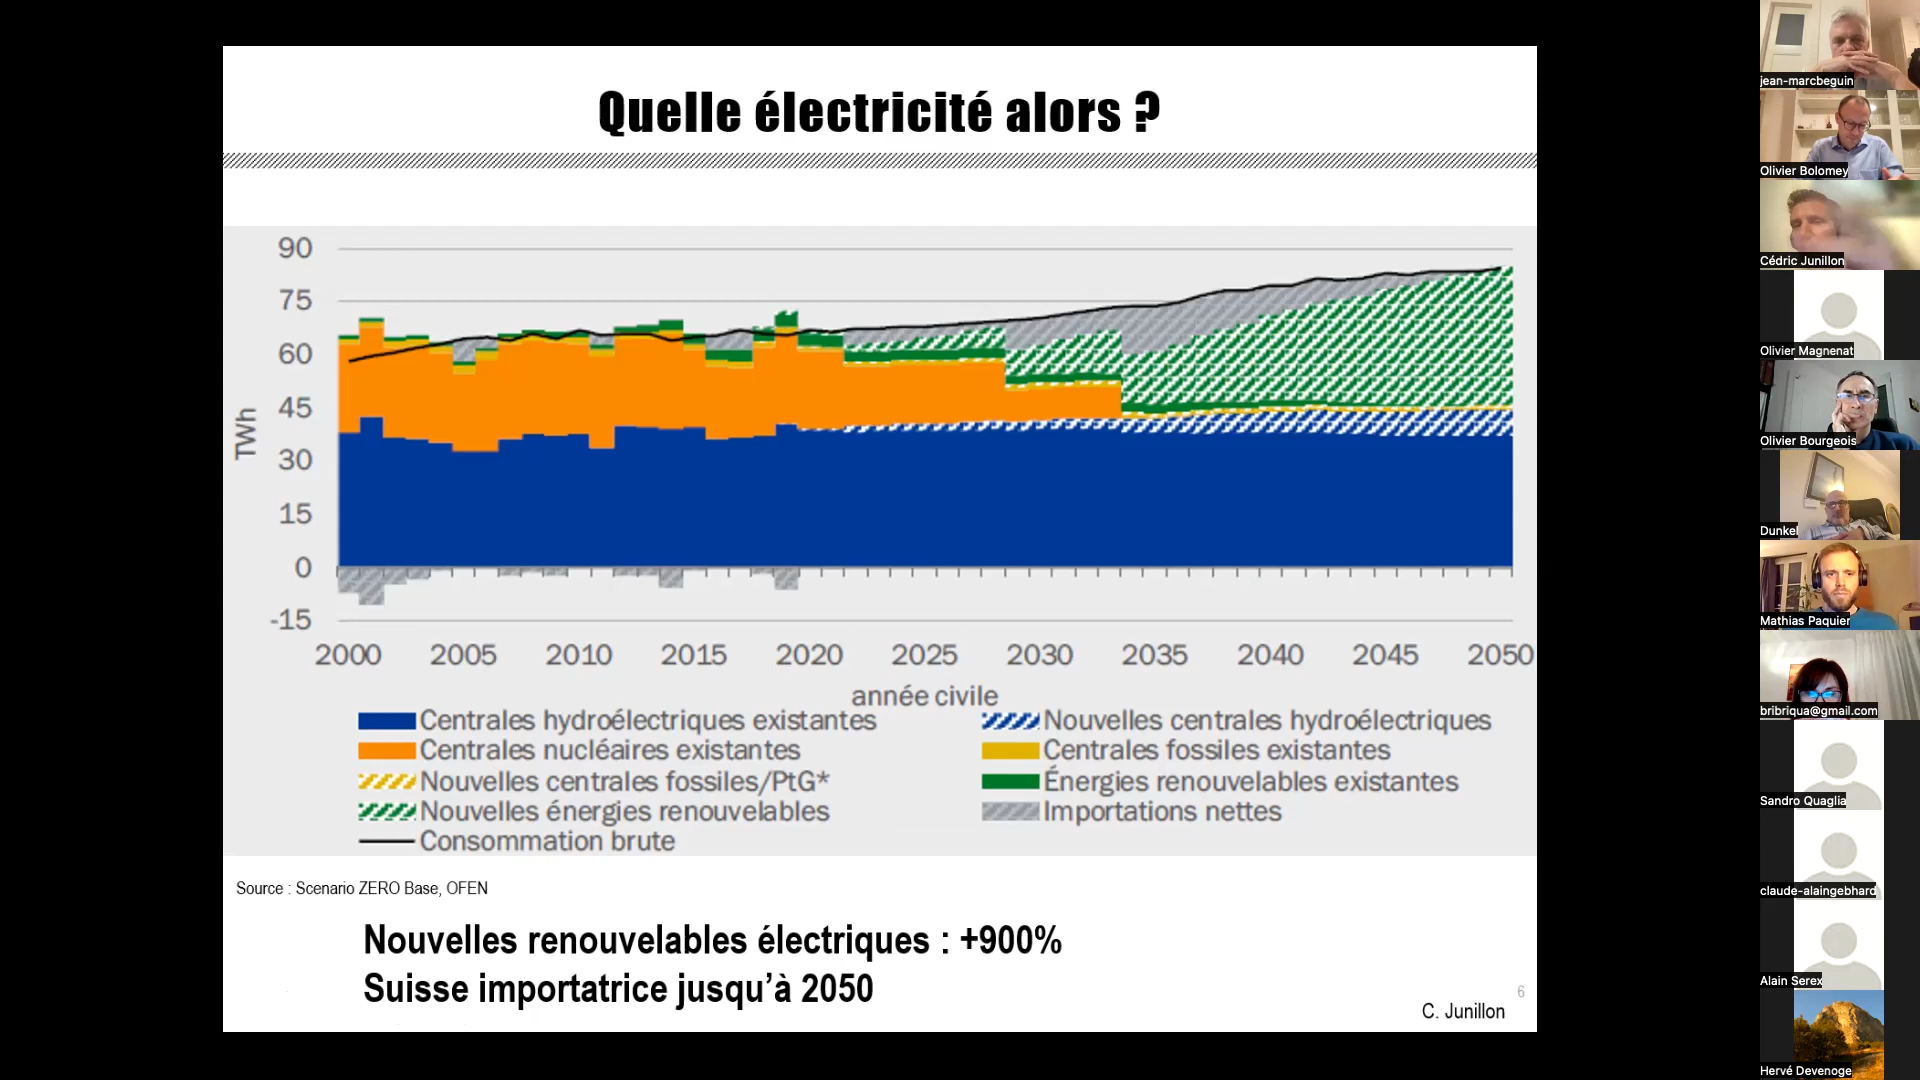 Quelle électricité alors ?
90
75
60
45
30
15
0
-15
TWh
2000 2005 2010 2015 2020 2025 2030 2035 2040 2045 2050
année civile
Centrales hydroélectriques existantes
Nouvelles centrales hydroélectriques
Centrales nucléaires existantes
Centrales fossiles existantes
Nouvelles centrales fossiles/PtG*
Énergies renouvelables existantes
Nouvelles énergies renouvelables
Importations nettes
Consommation brute
Source : Scenario ZERO Base, OFEN
Nouvelles renouvelables électriques : +900%
Suisse importatrice jusqu’à 2050
6
C. Junillon
jean-marcbeguin
Olivier Bolomey
Cédric Junillon
Olivier Magnenat
Olivier Bourgeois
Dunkel
Mathias Paquier
bribriqua@gmail.com
Sandro Quaglia
claude-alaingebhard
Alain Serex
Hervé Devenoge